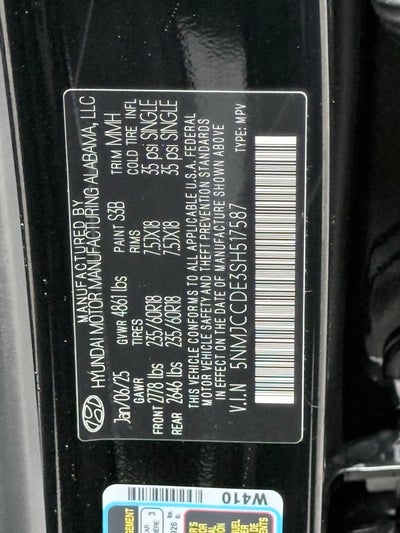 MANUFACTURED BY
HYUNDAI MOTOR MANUFACTURING ALABAMA, LLC
Jan/06/25 GVWR 4861 lbs PAINT S3B TRIM MMH
GAWR TIRES RIMS COLD TIRE INFL
FRONT 2778 lbs 235/60R18 7.5JX18 35 psi SINGLE
REAR 2646 lbs 235/60R18 7.5JX18 35 psi SINGLE
THIS VEHICLE CONFORMS TO ALL APPLICABLE U.S.A. FEDERAL
MOTOR VEHICLE SAFETY AND THEFT PREVENTION STANDARDS
IN EFFECT ON THE DATE OF MANUFACTURE SHOWN ABOVE.
V.I.N 5NMJCCDE3SH517587 TYPE: MPV
W410